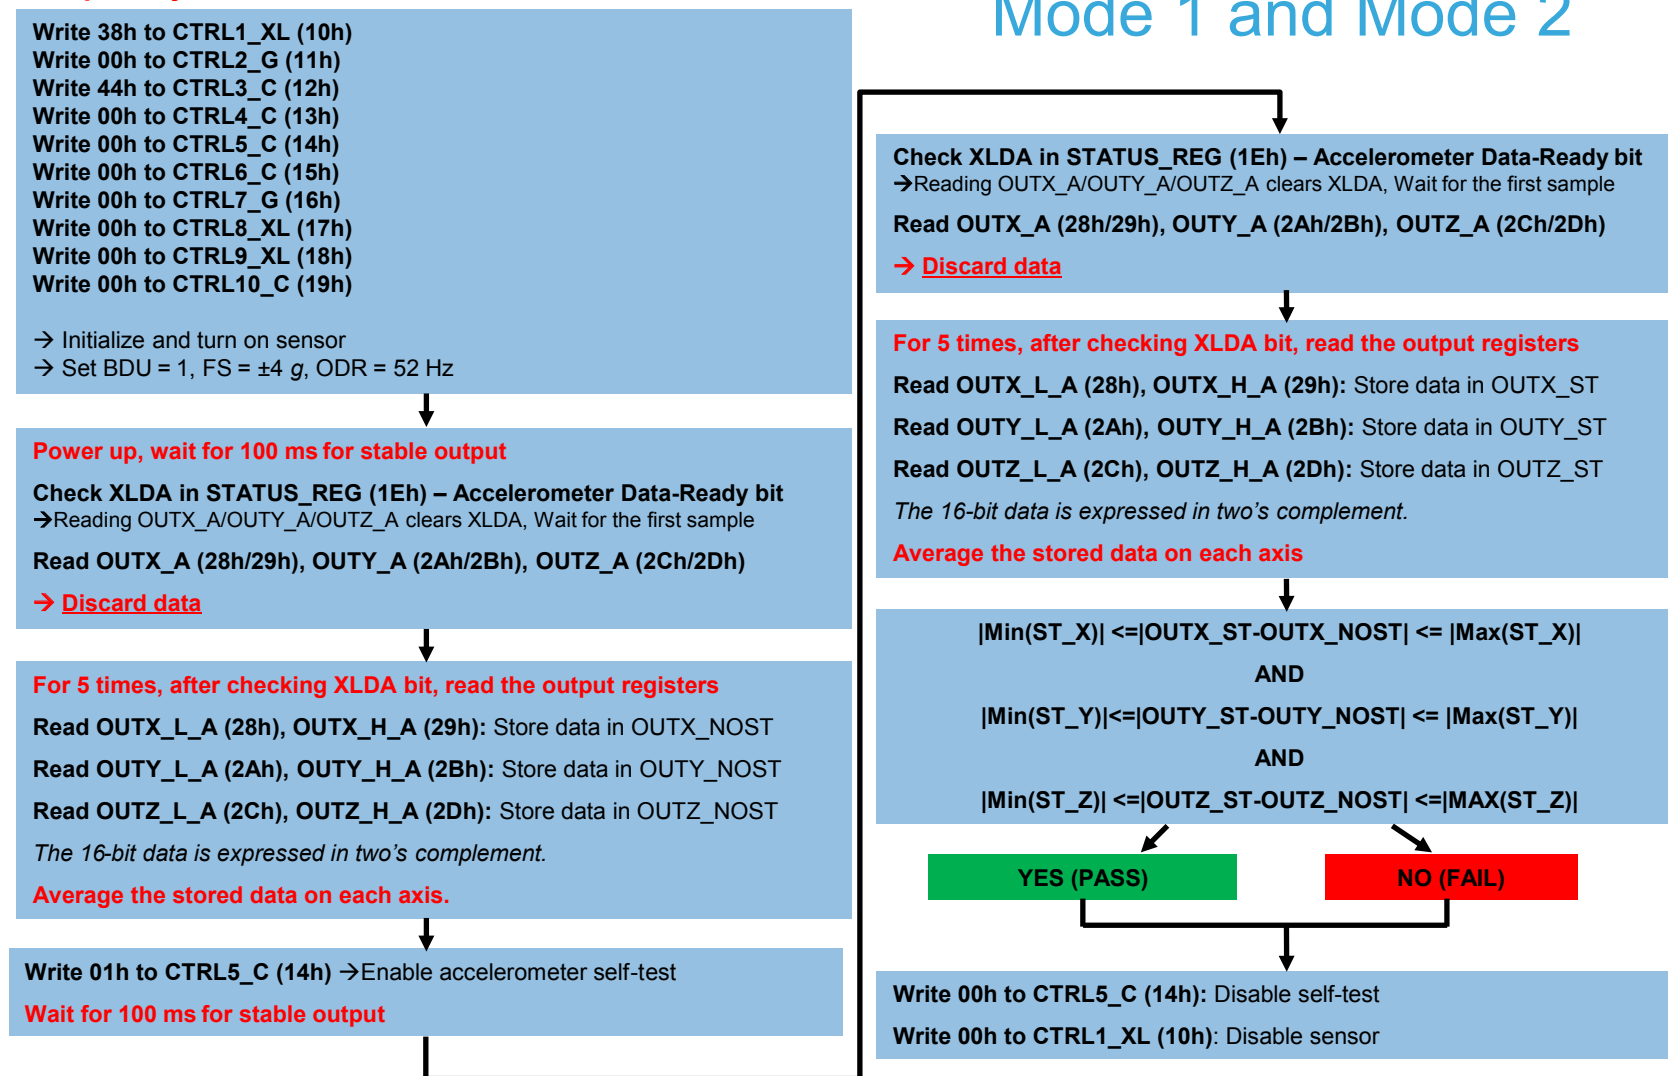 Mode 1 and Mode 2
Write 38h to CTRL1_XL (10h)
Write 00h to CTRL2_G (11h)
Write 44h to CTRL3_C (12h)
Write 00h to CTRL4_C (13h)
Write 00h to CTRL5_C (14h)
Write 00h to CTRL6_C (15h)
Write 00h to CTRL7_G (16h)
Write 00h to CTRL8_XL (17h)
Write 00h to CTRL9_XL (18h)
Write 00h to CTRL10_C (19h)
→ Initialize and turn on sensor
→ Set BDU = 1, FS = ±4 g, ODR = 52 Hz
Power up, wait for 100 ms for stable output
Check XLDA in STATUS_REG (1Eh) – Accelerometer Data-Ready bit
→Reading OUTX_A/OUTY_A/OUTZ_A clears XLDA, Wait for the first sample
Read OUTX_A (28h/29h), OUTY_A (2Ah/2Bh), OUTZ_A (2Ch/2Dh)
→ Discard data
For 5 times, after checking XLDA bit, read the output registers
Read OUTX_L_A (28h), OUTX_H_A (29h): Store data in OUTX_NOST
Read OUTY_L_A (2Ah), OUTY_H_A (2Bh): Store data in OUTY_NOST
Read OUTZ_L_A (2Ch), OUTZ_H_A (2Dh): Store data in OUTZ_NOST
The 16-bit data is expressed in two's complement.
Average the stored data on each axis.
Write 01h to CTRL5_C (14h) →Enable accelerometer self-test
Wait for 100 ms for stable output
Check XLDA in STATUS_REG (1Eh) – Accelerometer Data-Ready bit
→Reading OUTX_A/OUTY_A/OUTZ_A clears XLDA, Wait for the first sample
Read OUTX_A (28h/29h), OUTY_A (2Ah/2Bh), OUTZ_A (2Ch/2Dh)
→ Discard data
For 5 times, after checking XLDA bit, read the output registers
Read OUTX_L_A (28h), OUTX_H_A (29h): Store data in OUTX_ST
Read OUTY_L_A (2Ah), OUTY_H_A (2Bh): Store data in OUTY_ST
Read OUTZ_L_A (2Ch), OUTZ_H_A (2Dh): Store data in OUTZ_ST
The 16-bit data is expressed in two's complement.
Average the stored data on each axis
|Min(ST_X)| <=|OUTX_ST-OUTX_NOST| <= |Max(ST_X)|
AND
|Min(ST_Y)|<=|OUTY_ST-OUTY_NOST| <= |Max(ST_Y)|
AND
|Min(ST_Z)| <=|OUTZ_ST-OUTZ_NOST| <=|MAX(ST_Z)|
YES (PASS)
NO (FAIL)
Write 00h to CTRL5_C (14h): Disable self-test
Write 00h to CTRL1_XL (10h): Disable sensor